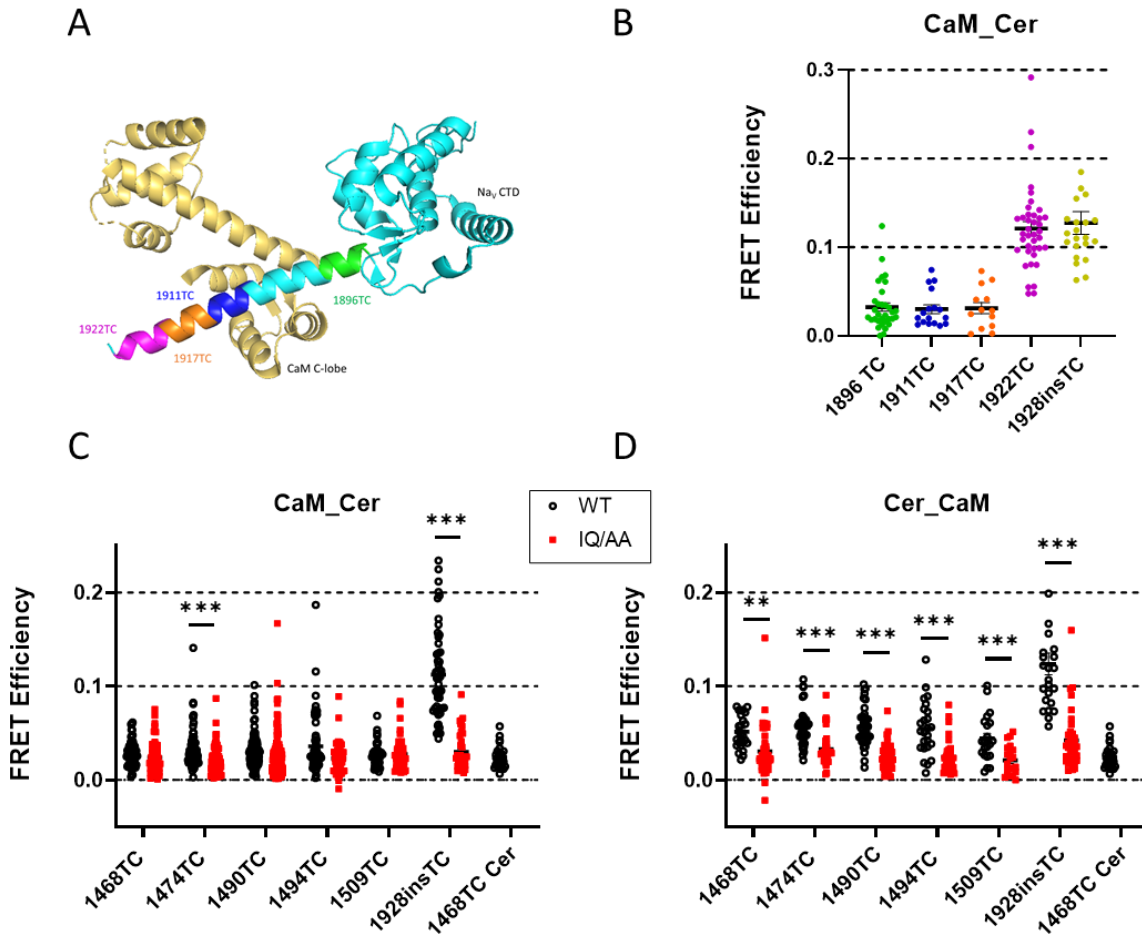 A
Na_V CTD
1911TC
1896TC
1922TC
1917TC
CaM C-lobe
B
CaM_Cer
FRET Efficiency
0.3
0.2
0.1
0.0
1896 TC
1911TC
1917TC
1922TC
1928insTC
C
CaM_Cer
FRET Efficiency
0.2
0.1
0.0
***
***
1468TC
1474TC
1490TC
1494TC
1509TC
1928insTC
1468TC Cer
WT
IQ/AA
D
Cer_CaM
FRET Efficiency
0.2
0.1
0.0
**
***
***
***
***
***
1468TC
1474TC
1490TC
1494TC
1509TC
1928insTC
1468TC Cer